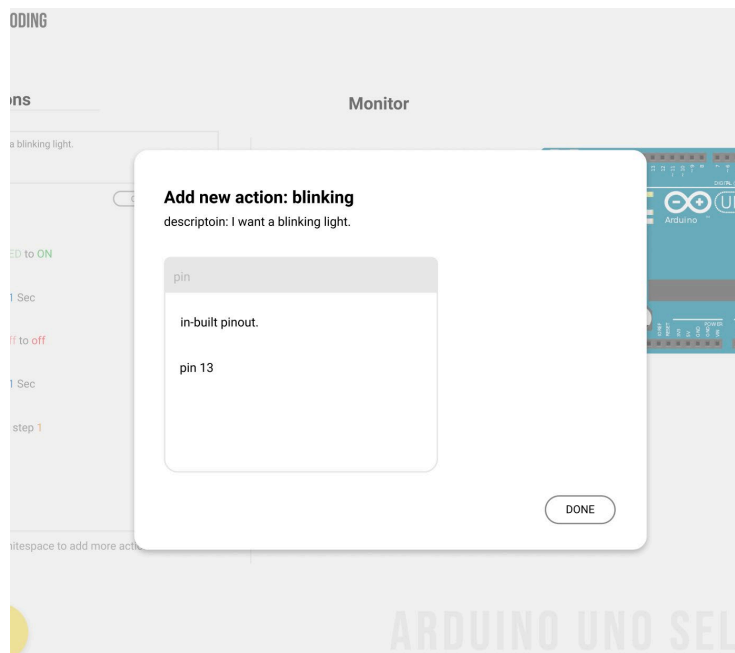 ODING
ons
Monitor
a blinking light.
Add new action: blinking
descriptoin: I want a blinking light.
pin
in-built pinout.
pin 13
DONE
ED to ON
1 Sec
ff to off
1 Sec
step 1
hitespace to add more acti
Arduino
ARDUINO UNO SEL